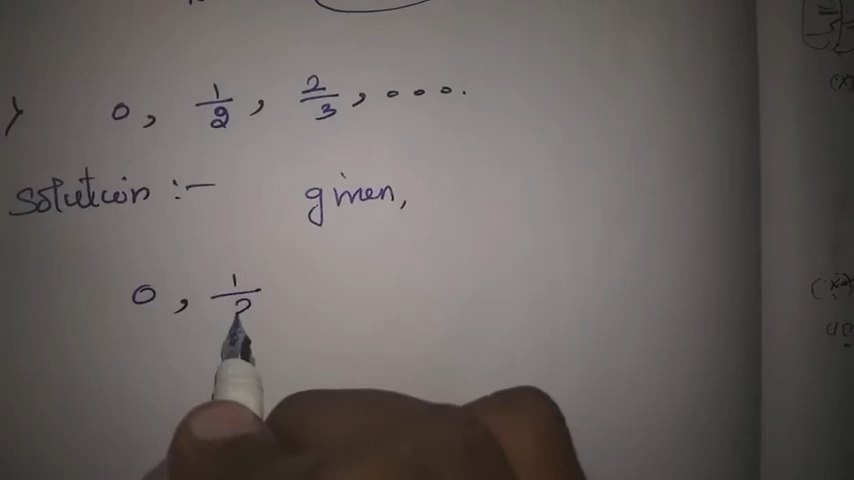 ) 0, 1/2, 2/3, ....
Solution :- given,
0, 1/2